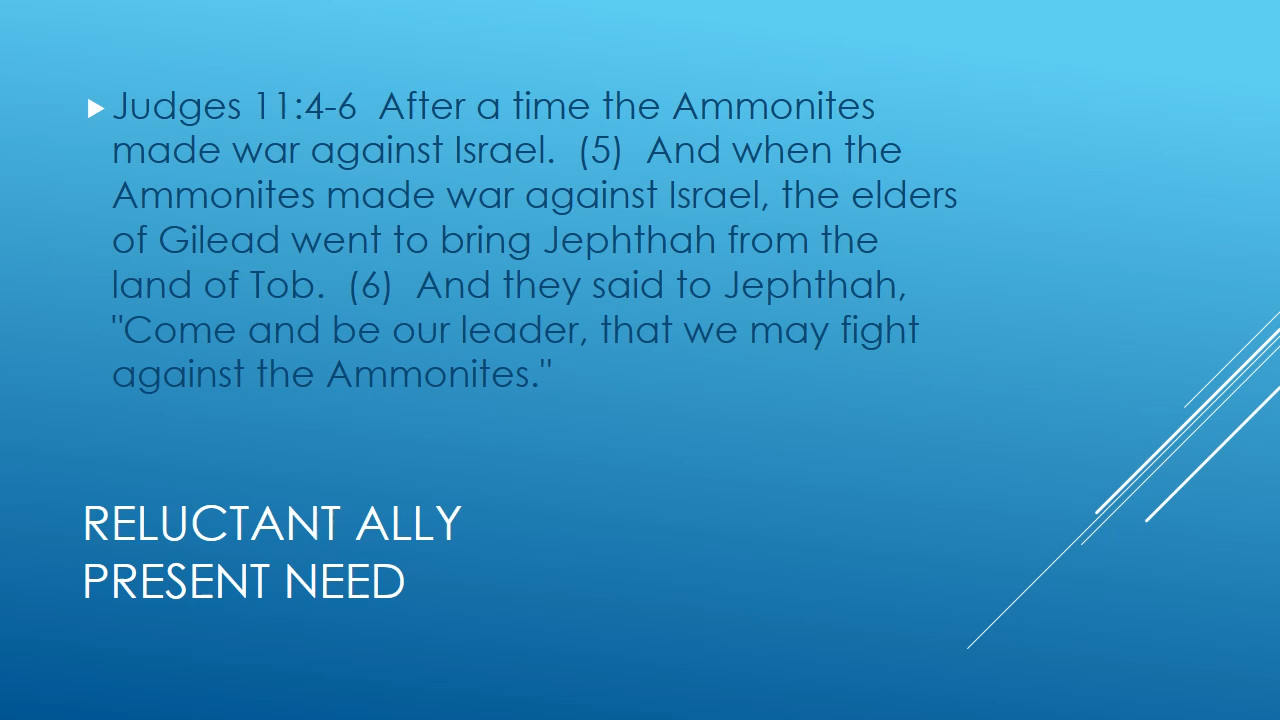 Judges 11:4-6  After a time the Ammonites
made war against Israel.  (5)  And when the
Ammonites made war against Israel, the elders
of Gilead went to bring Jephthah from the
land of Tob.  (6)  And they said to Jephthah,
"Come and be our leader, that we may fight
against the Ammonites."
RELUCTANT ALLY
PRESENT NEED